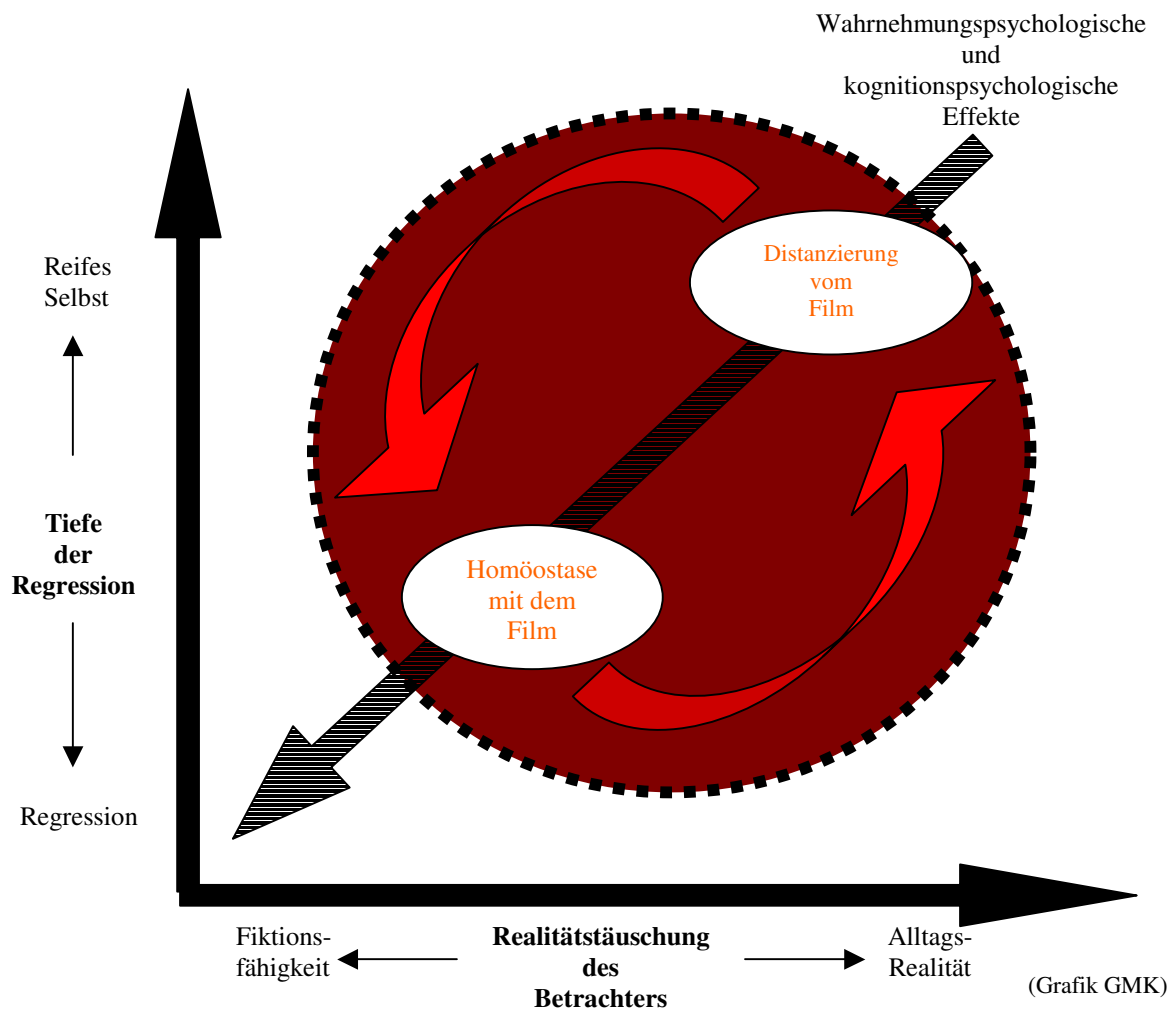 Wahrnehmungspsychologische
und
kognitionspsychologische
Effekte
Distanzierung
vom
Film
Reifes
Selbst
Tiefe
der
Regression
Homöostase
mit dem
Film
Regression
Fiktions-
fähigkeit
Realitätstäuschung
des
Betrachters
Alltags-
Realität
(Grafik GMK)